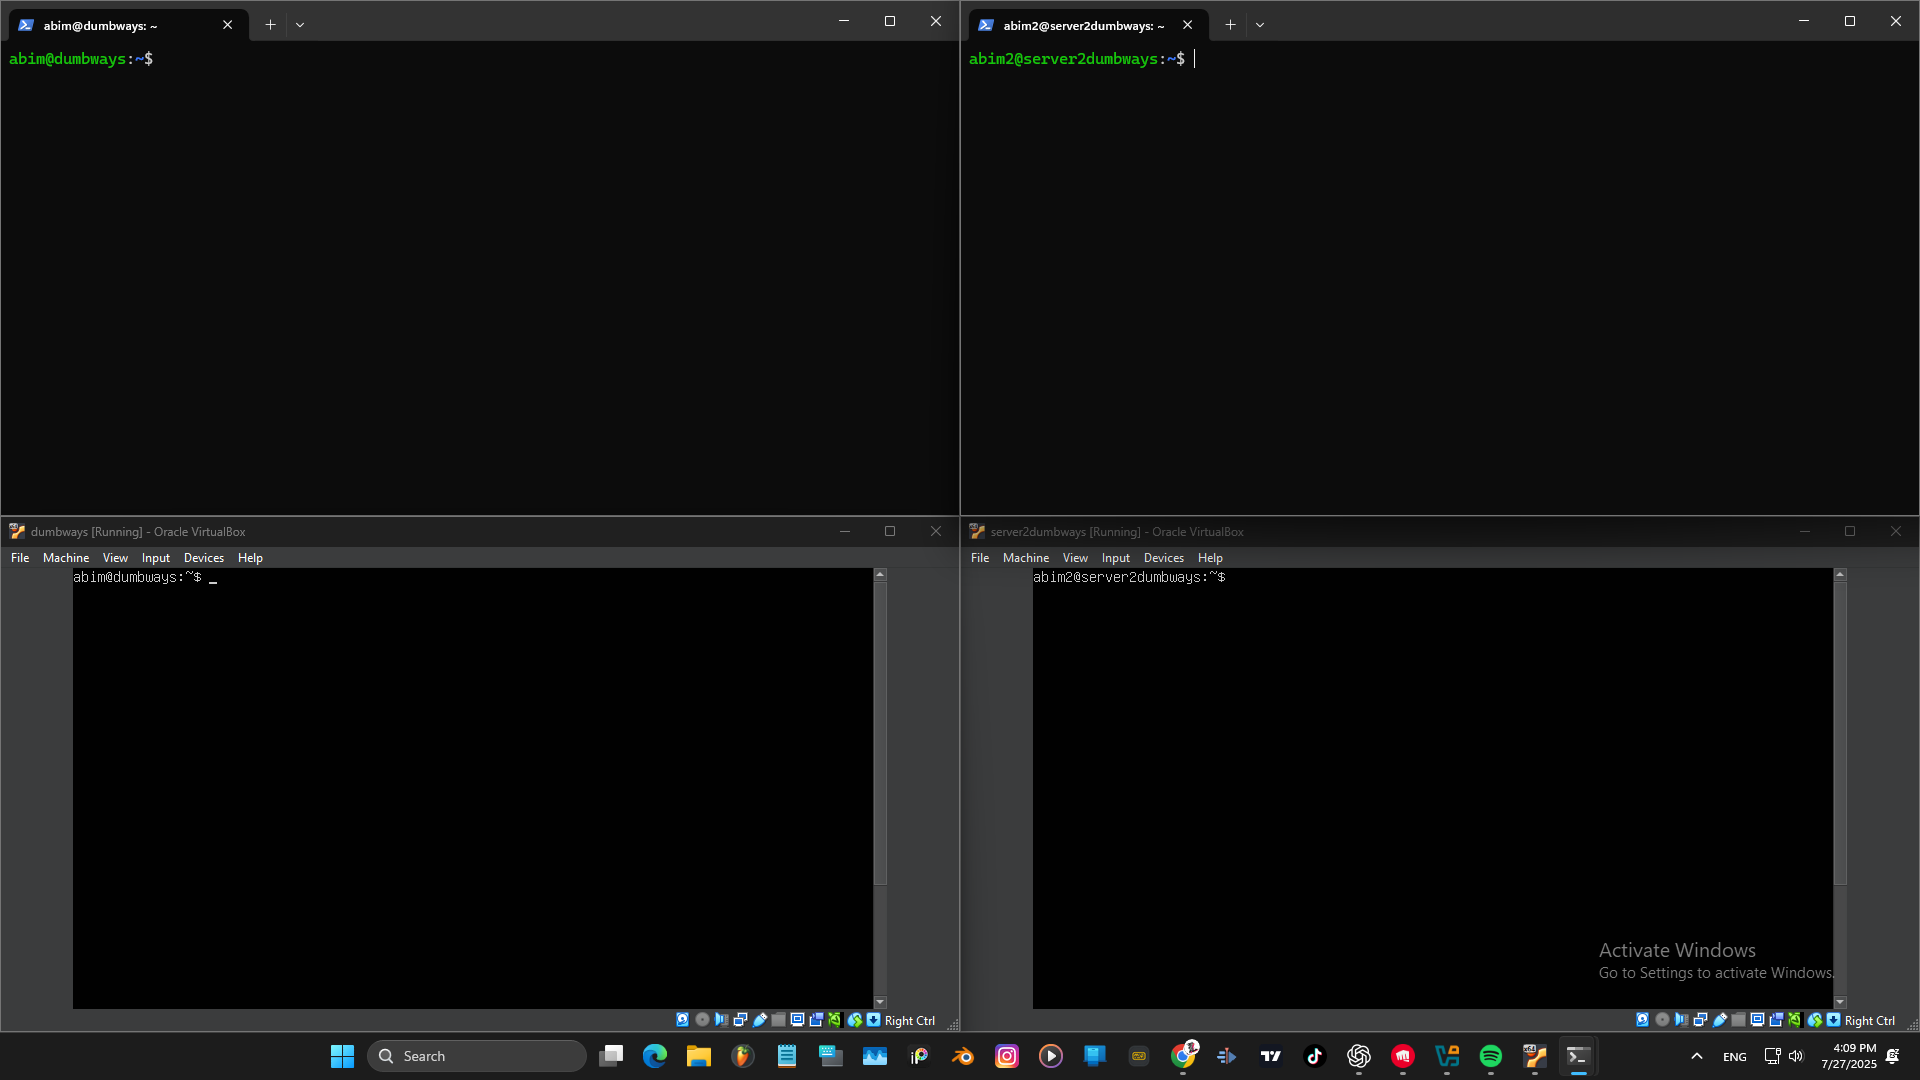 abim@dumbways: ~
abim@dumbways:~$
abim2@server2dumbways: ~
abim2@server2dumbways:~$
dumbways [Running] - Oracle VirtualBox
File Machine View Input Devices Help
abim@dumbways:~$ _
Right Ctrl
server2dumbways [Running] - Oracle VirtualBox
File Machine View Input Devices Help
abim2@server2dumbways:~$
Activate Windows
Go to Settings to activate Windows.
Right Ctrl
Search
ENG
4:09 PM
7/27/2025